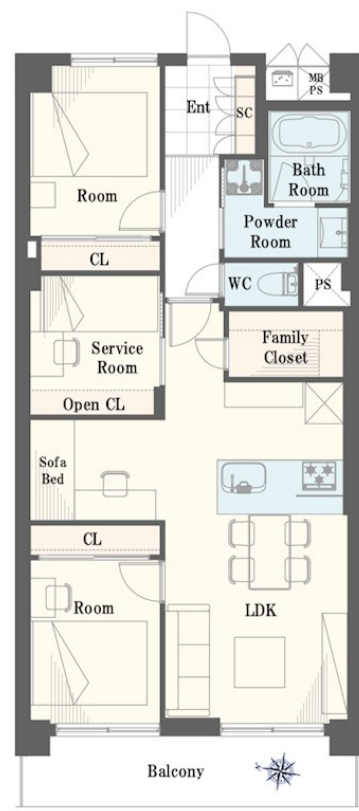 MB
PS
Ent
SC
Bath
Room
Room
Powder
Room
CL
WC
PS
Service
Room
Family
Closet
Open CL
Sofa
Bed
CL
Room
LDK
Balcony